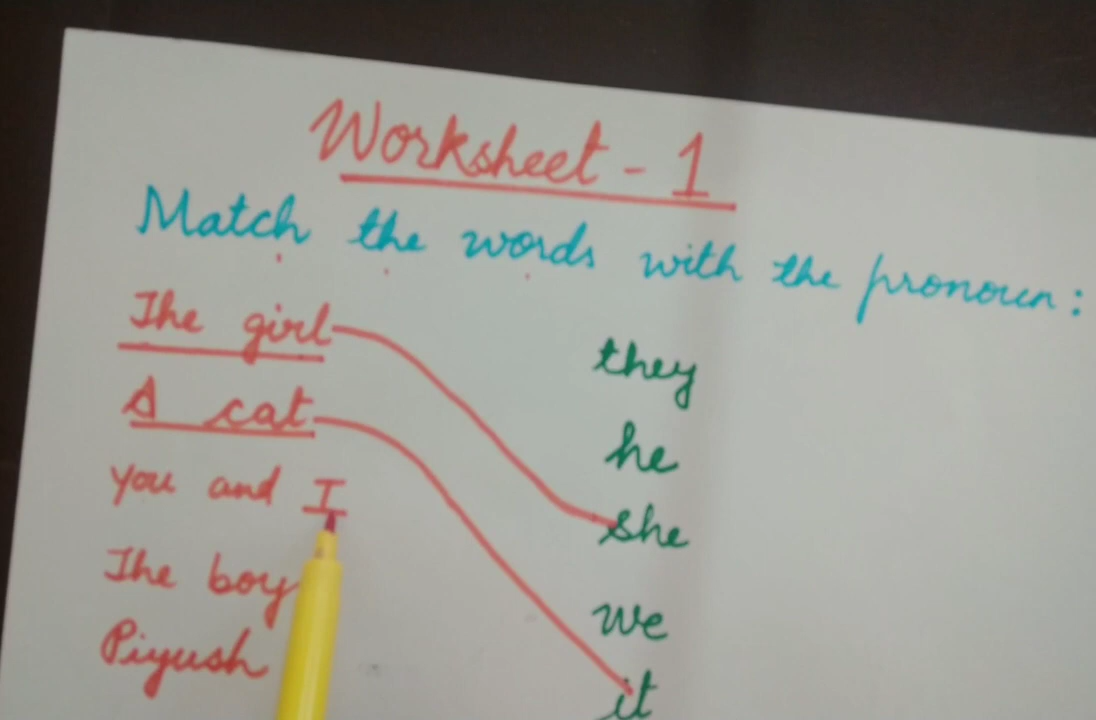 Worksheet - 1
Match the words with the pronoun:
The girl
they
A cat
he
you and I
she
The boy
we
Piyush
it